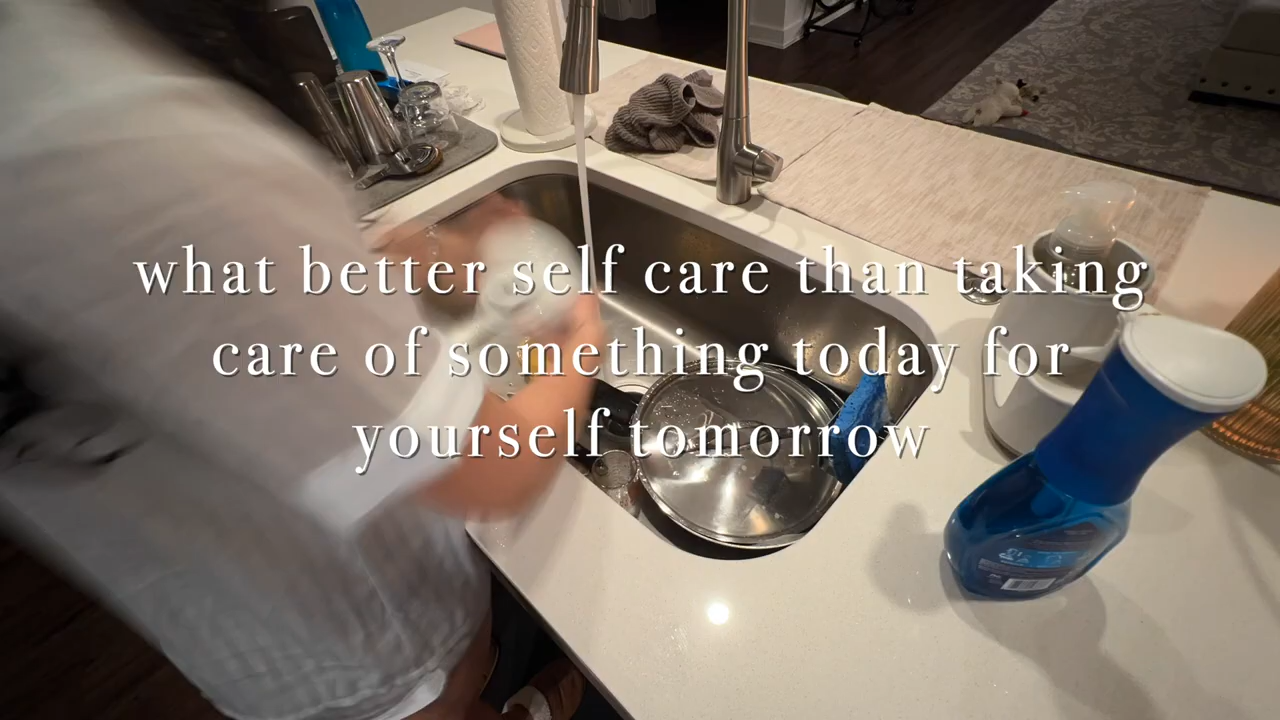 what better self care than taking
care of something today for
yourself tomorrow